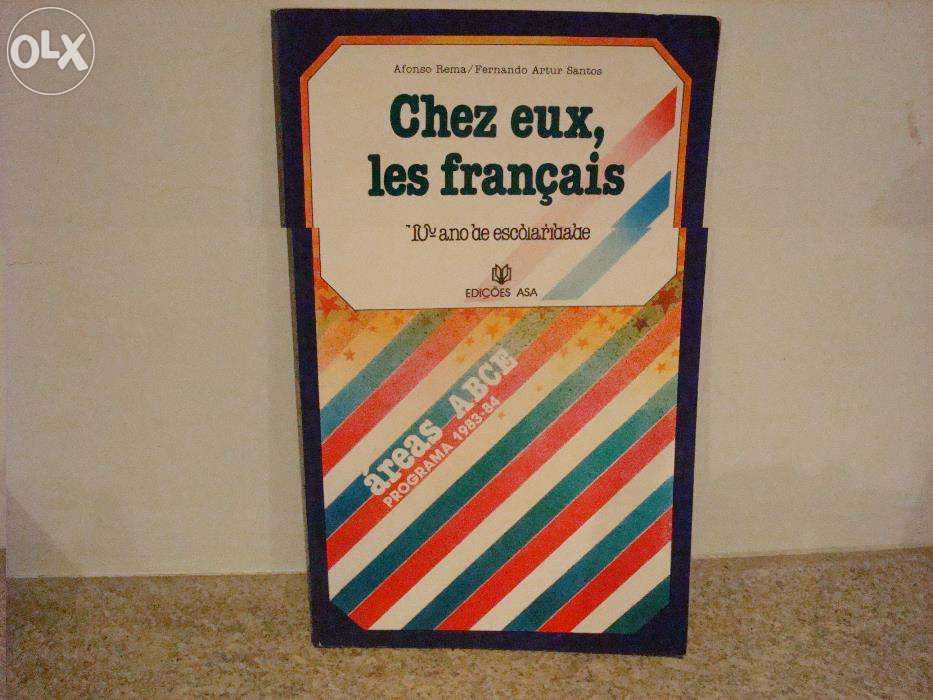 OLX
Afonso Rema/Fernando Artur Santos
Chez eux,
les français
10º ano de escolaridade
EDIÇÕES ASA
áreas ABCE
PROGRAMA 1983-84